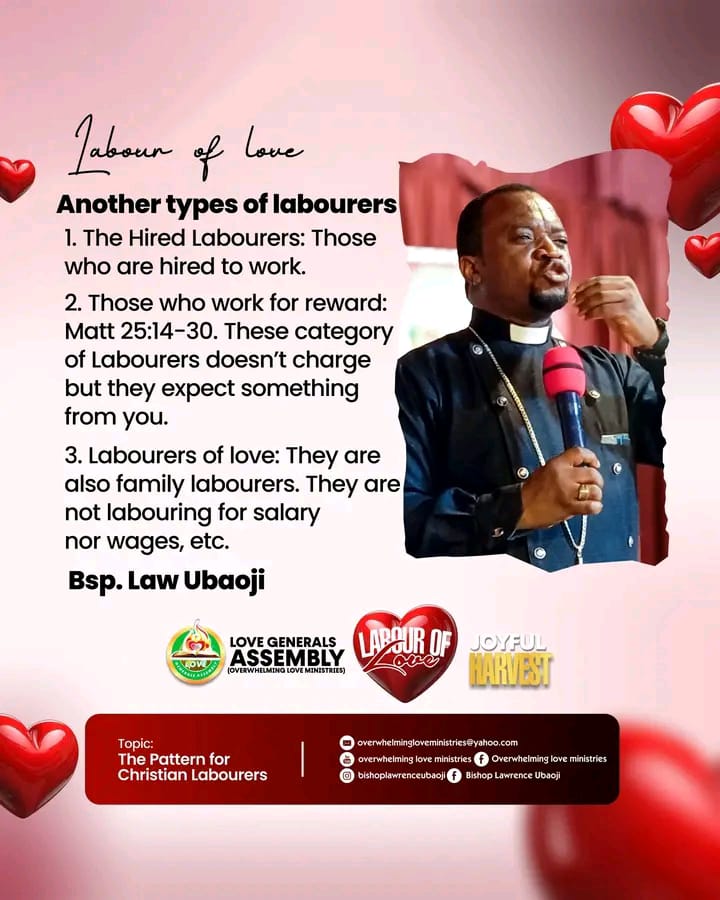 Labour of love
Another types of labourers
1. The Hired Labourers: Those
who are hired to work.
2. Those who work for reward:
Matt 25:14-30. These category
of Labourers doesn't charge
but they expect something
from you.
3. Labourers of love: They are
also family labourers. They are
not labouring for salary
nor wages, etc.
Bsp. Law Ubaoji
LOVE
LOVE GENERALS
ASSEMBLY
(OVERWHELMING LOVE MINISTRIES)
LABOUR OF
Love
JOYFUL
HARVEST
Topic:
The Pattern for
Christian Labourers
overwhelmingloveministries@yahoo.com
overwhelming love ministries Overwhelming love ministries
bishoplawrenceubaoji Bishop Lawrence Ubaoji